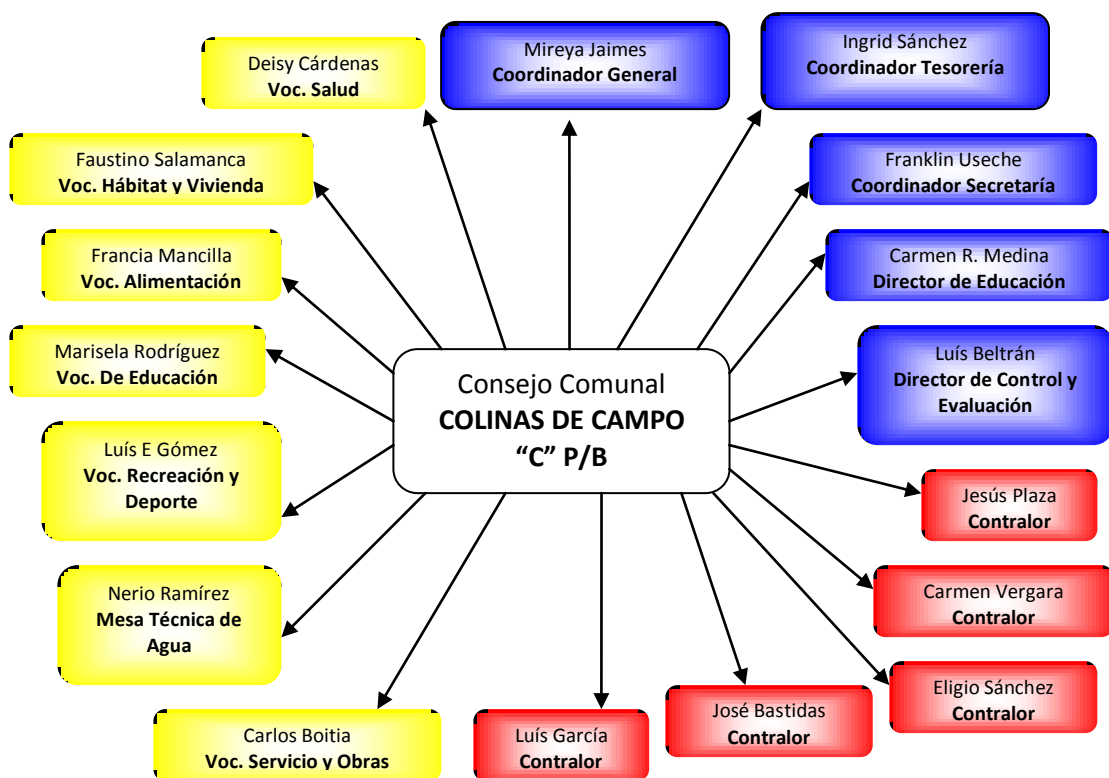 Deisy Cárdenas
Voc. Salud
Mireya Jaimes
Coordinador General
Ingrid Sánchez
Coordinador Tesorería
Faustino Salamanca
Voc. Hábitat y Vivienda
Franklin Useche
Coordinador Secretaría
Francia Mancilla
Voc. Alimentación
Carmen R. Medina
Director de Educación
Marisela Rodríguez
Voc. De Educación
Luís Beltrán
Director de Control y
Evaluación
Consejo Comunal
COLINAS DE CAMPO
“C” P/B
Luís E Gómez
Voc. Recreación y
Deporte
Jesús Plaza
Contralor
Nerio Ramírez
Mesa Técnica de
Agua
Carmen Vergara
Contralor
Eligio Sánchez
Contralor
Carlos Boitia
Voc. Servicio y Obras
Luís García
Contralor
José Bastidas
Contralor